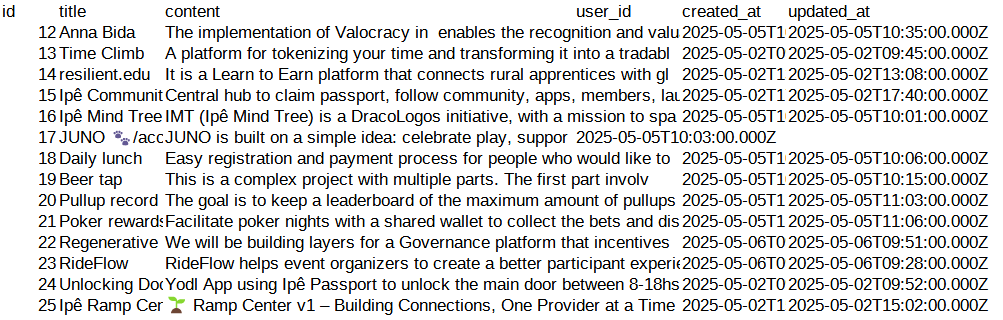 id title content user_id created_at updated_at
12 Anna Bida The implementation of Valocracy in enables the recognition and valu 2025-05-05T1 2025-05-05T10:35:00.000Z
13 Time Climb A platform for tokenizing your time and transforming it into a tradabl 2025-05-02T0 2025-05-02T09:45:00.000Z
14 resilient.edu It is a Learn to Earn platform that connects rural apprentices with gl 2025-05-02T1 2025-05-02T13:08:00.000Z
15 Ipê Communit Central hub to claim passport, follow community, apps, members, lau 2025-05-02T1 2025-05-02T17:40:00.000Z
16 Ipê Mind Tree IMT (Ipê Mind Tree) is a DracoLogos initiative, with a mission to spa 2025-05-05T1 2025-05-05T10:01:00.000Z
17 JUNO 🐾/acc JUNO is built on a simple idea: celebrate play, suppor 2025-05-05T10:03:00.000Z
18 Daily lunch Easy registration and payment process for people who would like to 2025-05-05T1 2025-05-05T10:06:00.000Z
19 Beer tap This is a complex project with multiple parts. The first part involv 2025-05-05T1 2025-05-05T10:15:00.000Z
20 Pullup record The goal is to keep a leaderboard of the maximum amount of pullups 2025-05-05T1 2025-05-05T11:03:00.000Z
21 Poker rewards Facilitate poker nights with a shared wallet to collect the bets and dis 2025-05-05T1 2025-05-05T11:06:00.000Z
22 Regenerative We will be building layers for a Governance platform that incentives 2025-05-06T0 2025-05-06T09:51:00.000Z
23 RideFlow RideFlow helps event organizers to create a better participant experie 2025-05-06T0 2025-05-06T09:28:00.000Z
24 Unlocking Doo Yodl App using Ipê Passport to unlock the main door between 8-18hs 2025-05-02T0 2025-05-02T09:52:00.000Z
25 Ipê Ramp Cen 🌱 Ramp Center v1 – Building Connections, One Provider at a Time 2025-05-02T1 2025-05-02T15:02:00.000Z